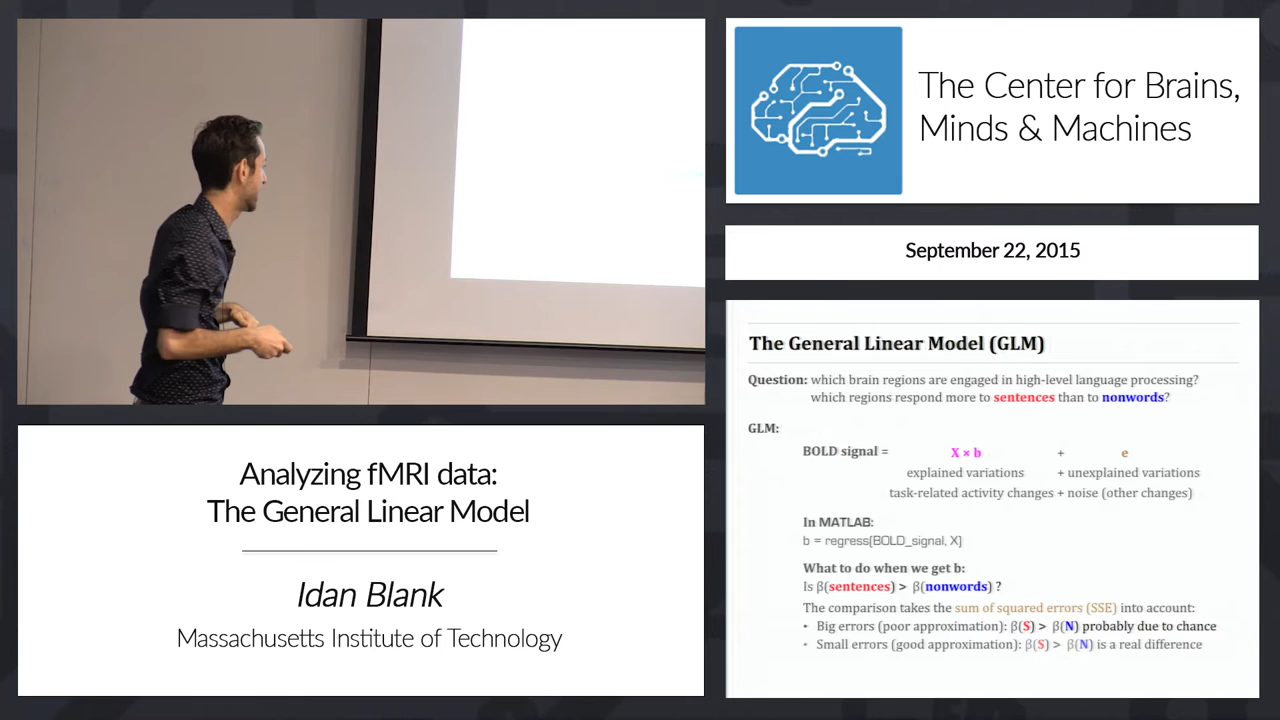 The Center for Brains,
Minds & Machines
September 22, 2015
Analyzing fMRI data:
The General Linear Model
Idan Blank
Massachusetts Institute of Technology
The General Linear Model (GLM)
Question: which brain regions are engaged in high-level language processing?
which regions respond more to sentences than to nonwords?
GLM:
BOLD signal = X × b + e
explained variations + unexplained variations
task-related activity changes + noise (other changes)
In MATLAB:
b = regress(BOLD_signal, X)
What to do when we get b:
Is β(sentences) > β(nonwords) ?
The comparison takes the sum of squared errors (SSE) into account:
• Big errors (poor approximation): β(S) > β(N) probably due to chance
• Small errors (good approximation): β(S) > β(N) is a real difference